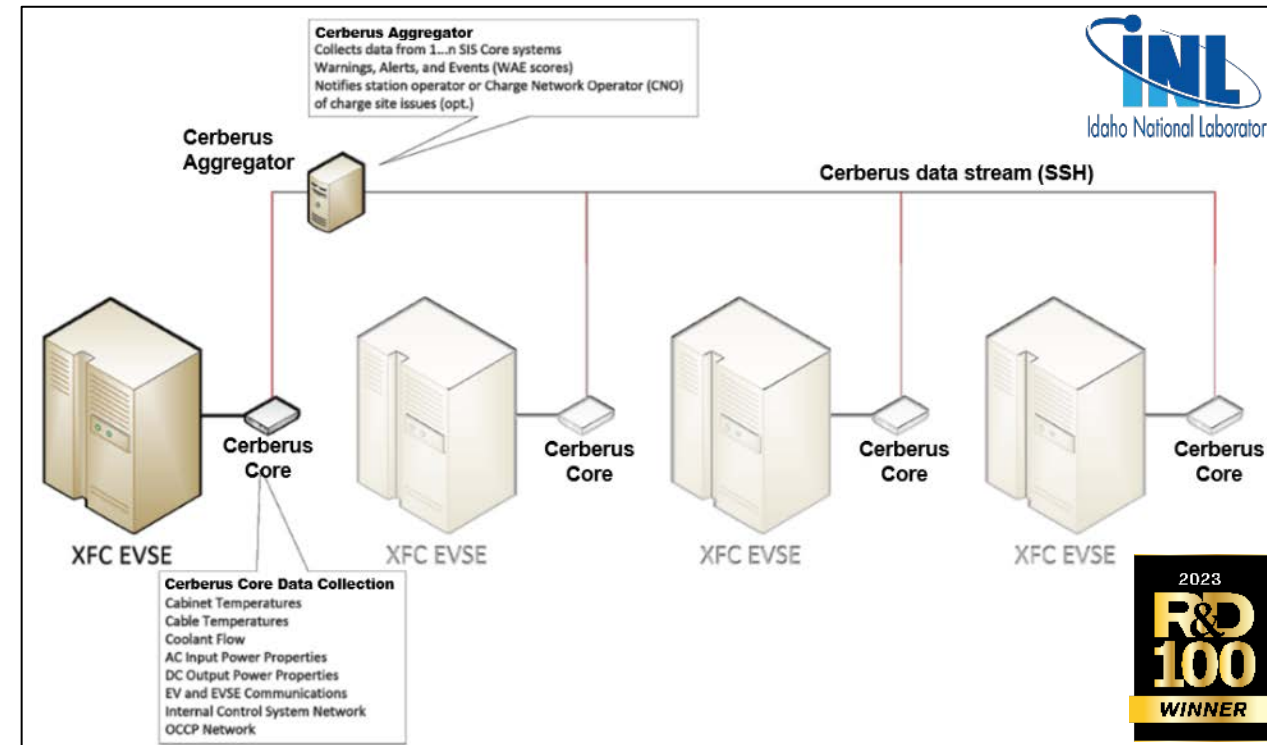 Cerberus Aggregator
Collects data from 1...n SIS Core systems
Warnings, Alerts, and Events (WAE scores)
Notifies station operator or Charge Network Operator (CNO)
of charge site issues (opt.)
INL
Idaho National Laborator
Cerberus
Aggregator
Cerberus data stream (SSH)
Cerberus
Core
Cerberus
Core
Cerberus
Core
Cerberus
Core
XFC EVSE
XFC EVSE
XFC EVSE
XFC EVSE
Cerberus Core Data Collection
Cabinet Temperatures
Cable Temperatures
Coolant Flow
AC Input Power Properties
DC Output Power Properties
EV and EVSE Communications
Internal Control System Network
OCCP Network
2023
R&D
100
WINNER